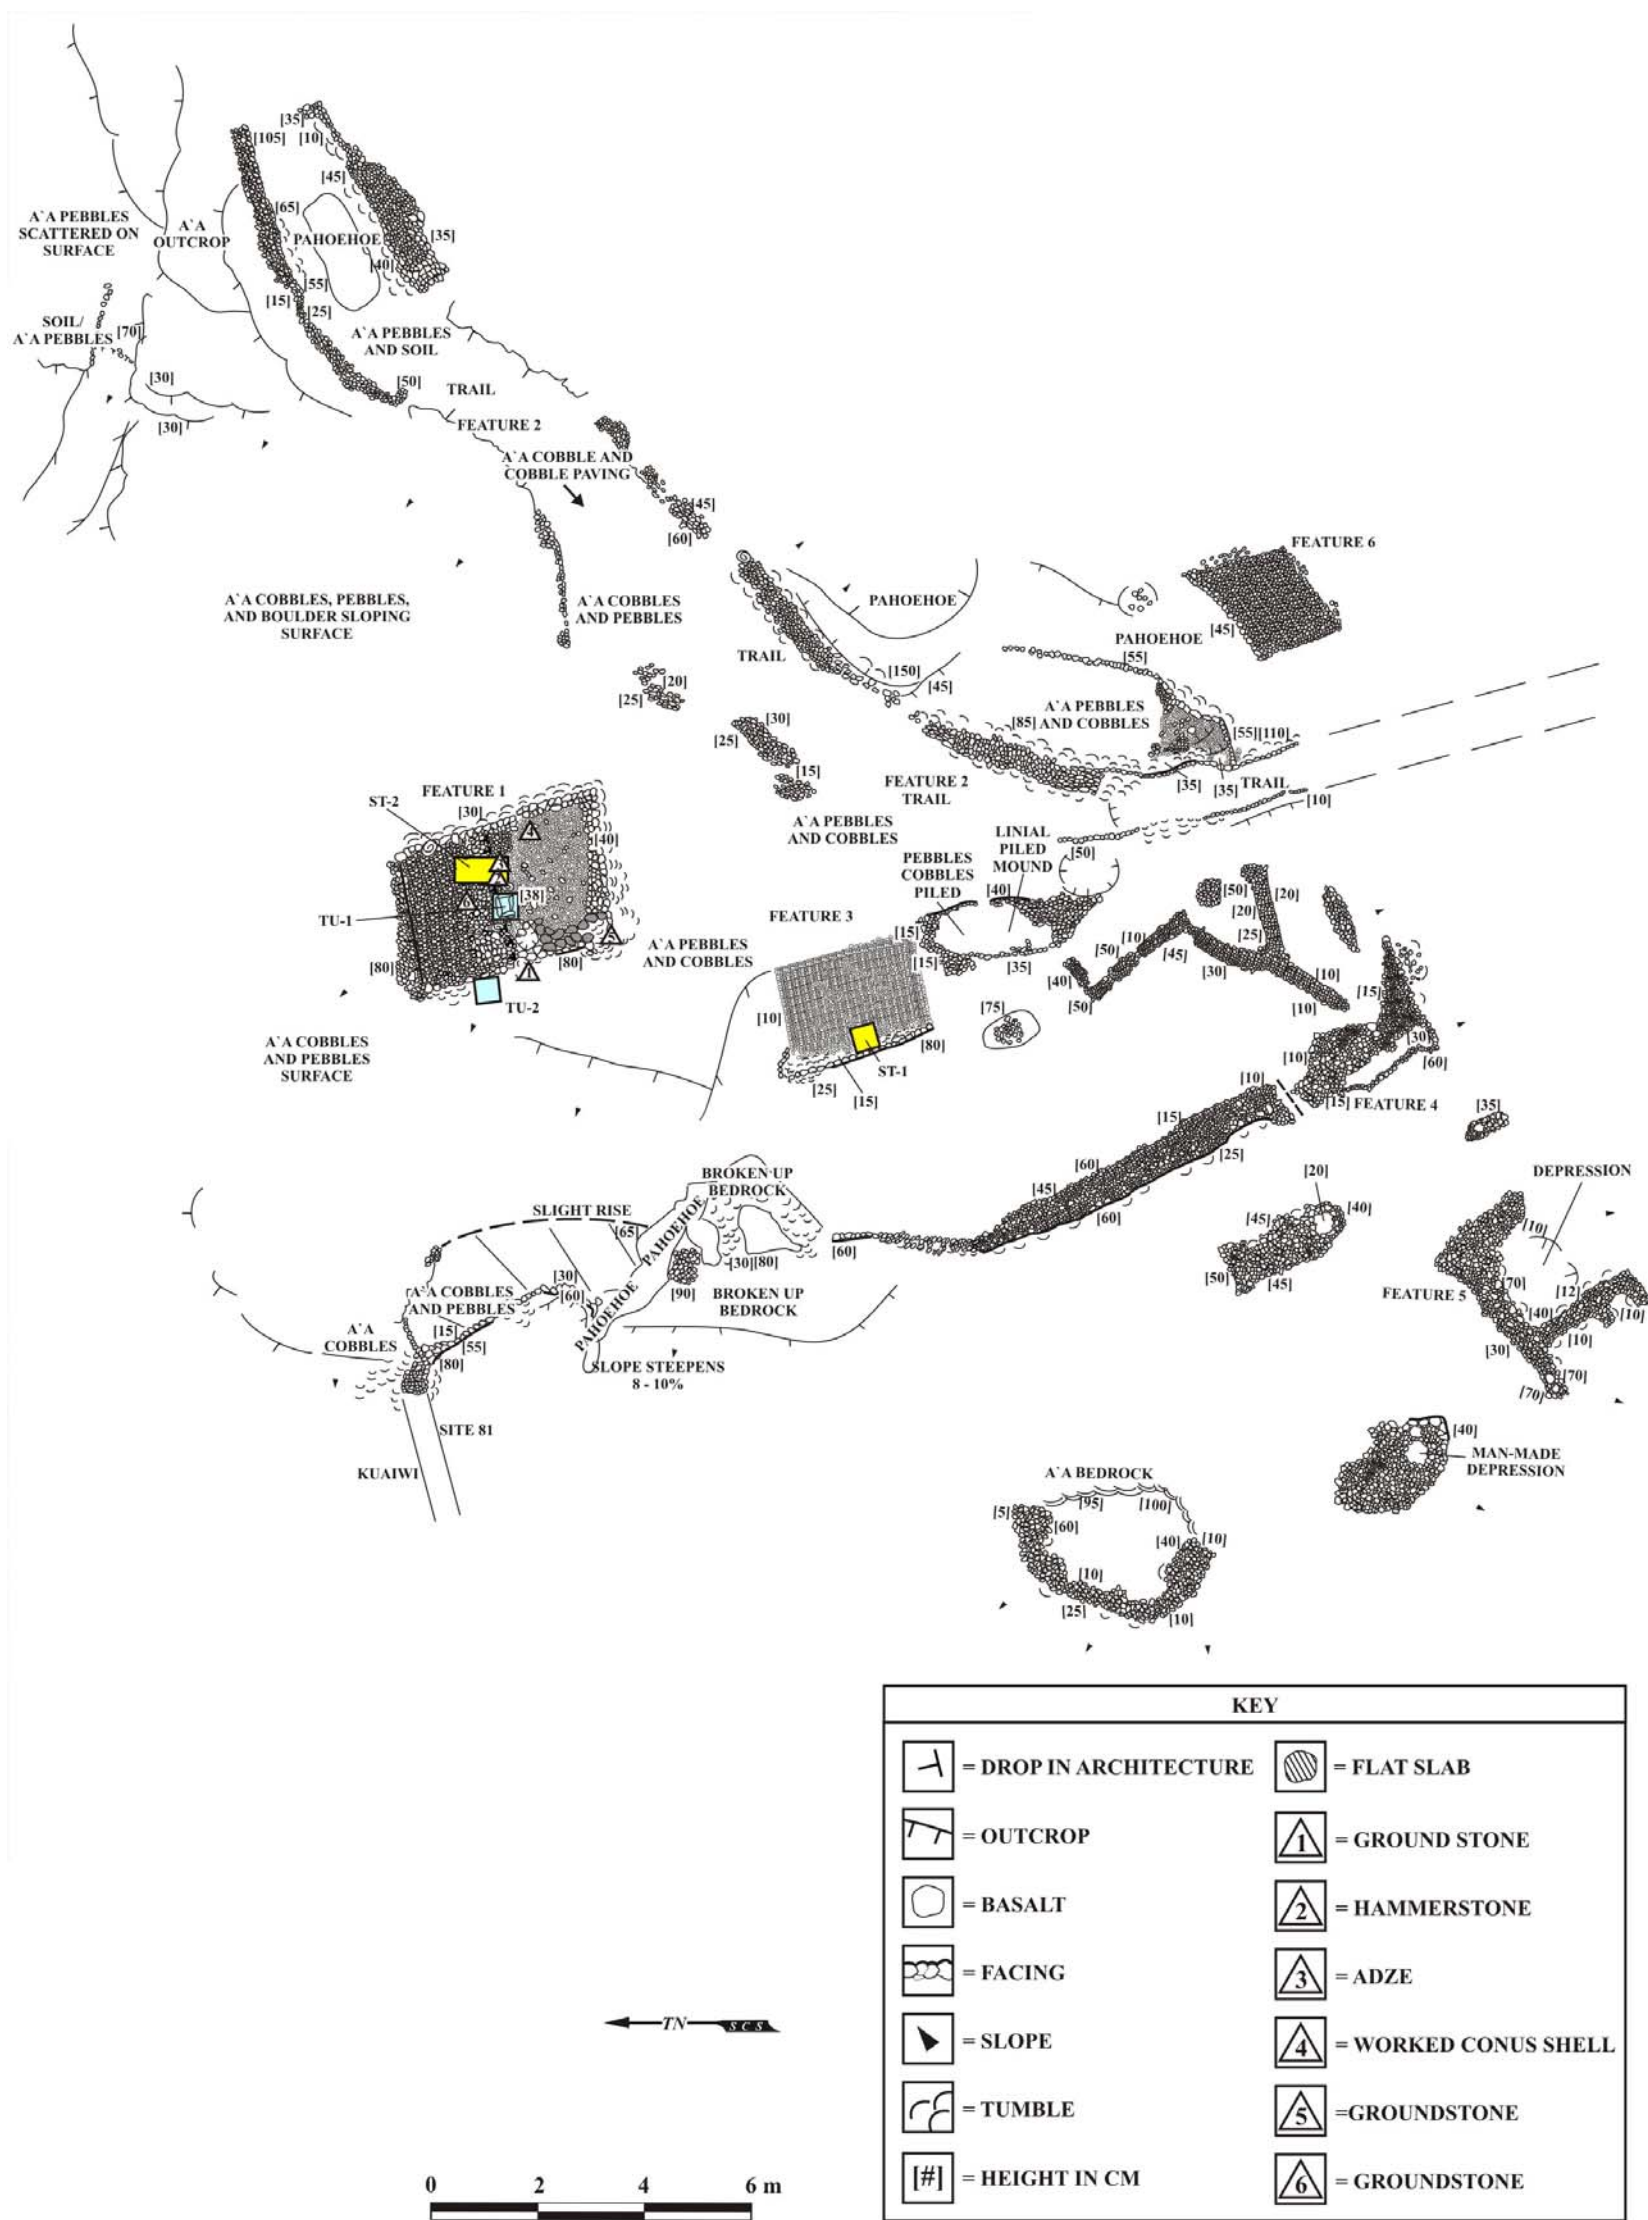 [35]
[105]
[10]
[45]
[65]
A`A PEBBLES
SCATTERED ON
SURFACE
A`A
OUTCROP
PAHOEHOE
[35]
[40]
[55]
[15]
[25]
SOIL/
A`A PEBBLES
[70]
A`A PEBBLES
AND SOIL
[30]
[50]
TRAIL
[30]
FEATURE 2
A`A COBBLE AND
COBBLE PAVING
[45]
[60]
FEATURE 6
A`A COBBLES, PEBBLES,
AND BOULDER SLOPING
SURFACE
A`A COBBLES
AND PEBBLES
PAHOEHOE
[45]
PAHOEHOE
[55]
TRAIL
[150]
[45]
[20]
[25]
[30]
[25]
[15]
[85]
A`A PEBBLES
AND COBBLES
[55]
[110]
FEATURE 2
TRAIL
[35]
[35]
TRAIL
[10]
A`A PEBBLES
AND COBBLES
FEATURE 1
ST-2
[30]
4
[40]
3
2
6
[38]
TU-1
5
[80]
[80]
1
TU-2
A`A PEBBLES
AND COBBLES
LINIAL
PILED
MOUND
[50]
PEBBLES
COBBLES
PILED
[40]
FEATURE 3
[15]
[15]
[35]
[50]
[20]
[20]
[25]
[10]
[50]
[45]
[30]
[40]
[50]
[10]
[10]
[15]
[10]
[75]
[80]
ST-1
[25]
[15]
A`A COBBLES
AND PEBBLES
SURFACE
[30]
[10]
[60]
[10]
[15]
FEATURE 4
[15]
[35]
[25]
[60]
[45]
[60]
[20]
DEPRESSION
BROKEN UP
BEDROCK
SLIGHT RISE
[65]
PAHOEHOE
[60]
[30]
[80]
[90]
BROKEN UP
BEDROCK
PAHOEHOE
[45]
[40]
[50]
[45]
[10]
[70]
[12]
FEATURE 5
[40]
[10]
[10]
[30]
[70]
[70]
[30]
[60]
A`A COBBLES
AND PEBBLES
A`A
COBBLES
[15]
[55]
[80]
SLOPE STEEPENS
8 - 10%
SITE 81
KUAIWI
[40]
MAN-MADE
DEPRESSION
A`A BEDROCK
[95]
[100]
[5]
[60]
[40]
[10]
[10]
[25]
[10]
KEY
= DROP IN ARCHITECTURE
= OUTCROP
= BASALT
= FACING
= SLOPE
= TUMBLE
[#] = HEIGHT IN CM
= FLAT SLAB
1 = GROUND STONE
2 = HAMMERSTONE
3 = ADZE
4 = WORKED CONUS SHELL
5 =GROUNDSTONE
6 = GROUNDSTONE
TN
SCS
0 2 4 6 m